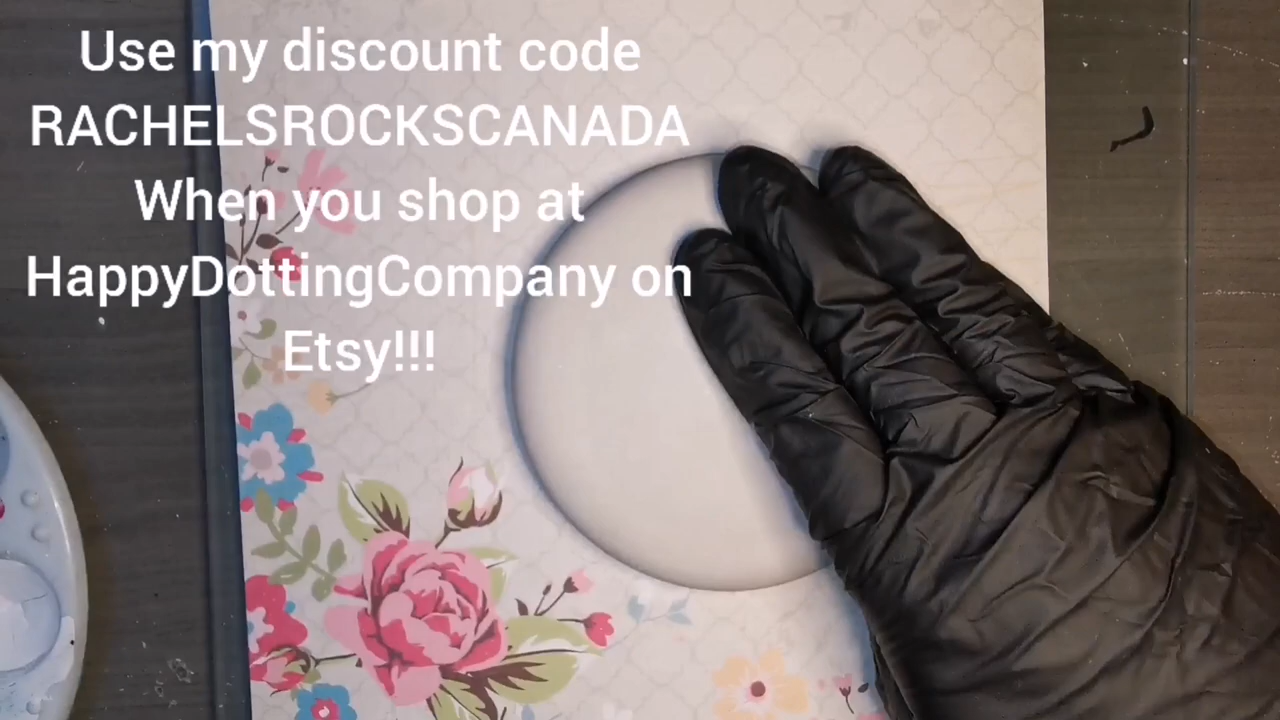 Use my discount code
RACHELSROCKSCANADA
When you shop at
HappyDottingCompany on
Etsy!!!